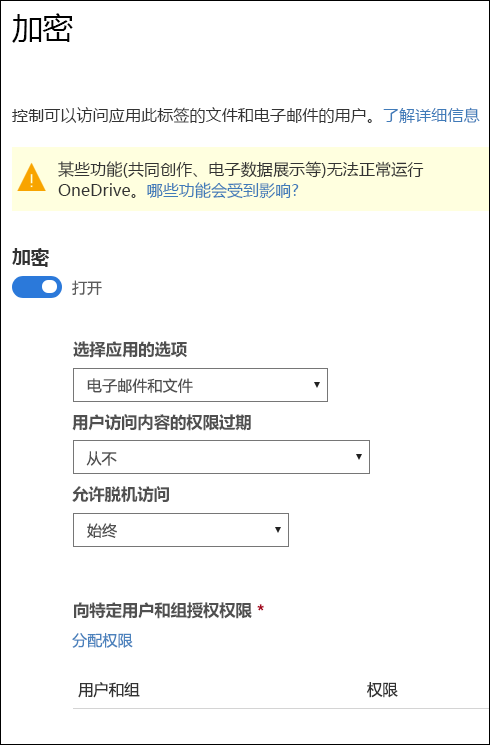 加密
控制可以访问应用此标签的文件和电子邮件的用户。了解详细信息
某些功能(共同创作、电子数据展示等)无法正常运行
OneDrive。哪些功能会受到影响?
加密
打开
选择应用的选项
电子邮件和文件
用户访问内容的权限过期
从不
允许脱机访问
始终
向特定用户和组授权权限 *
分配权限
用户和组 权限